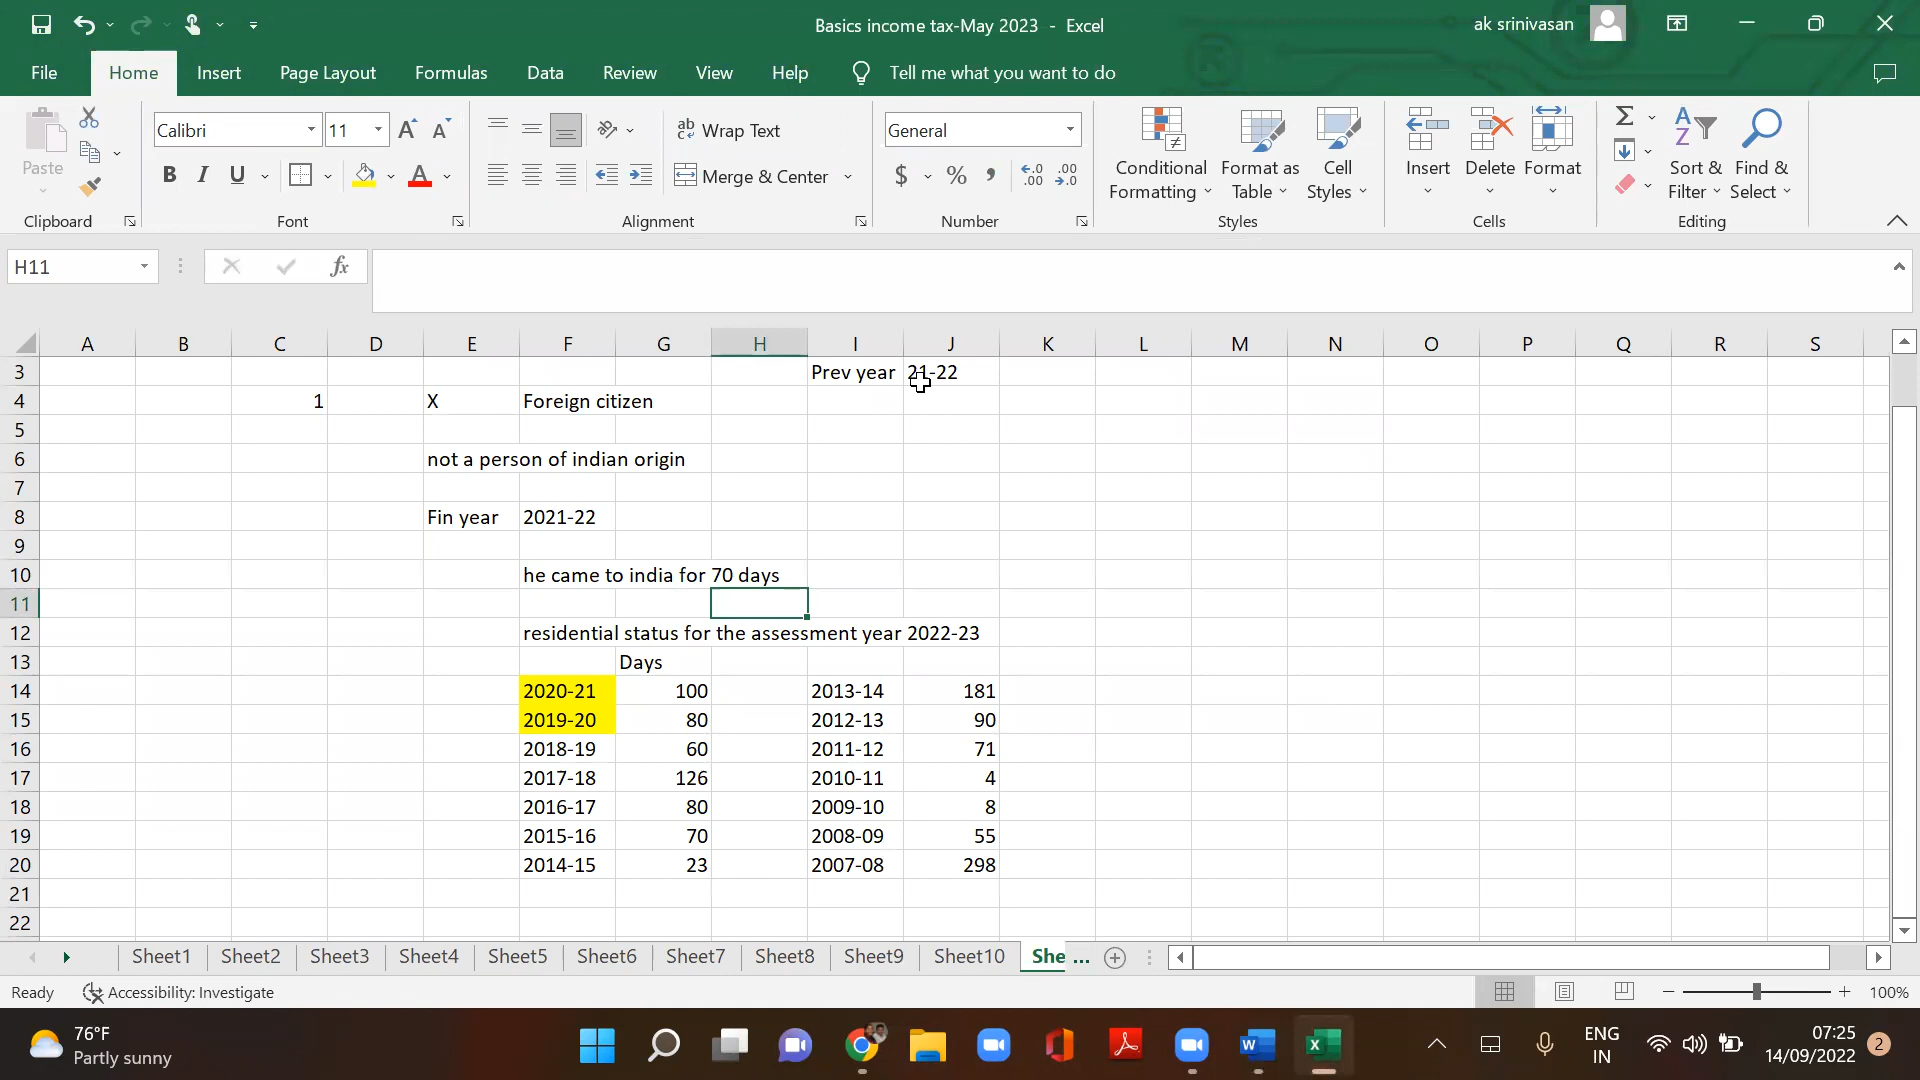 Basics income tax-May 2023 - Excel
ak srinivasan
File Home Insert Page Layout Formulas Data Review View Help Tell me what you want to do
Paste
Clipboard
Calibri 11
B I U
Font
Wrap Text
Merge & Center
Alignment
General
$ % ,
Number
Conditional Formatting
Format as Table
Cell Styles
Styles
Insert
Delete
Format
Cells
Sort & Filter
Find & Select
Editing
H11
fx
A B C D E F G H I J K L M N O P Q R S
3 Prev year 21-22
4 1 X Foreign citizen
5
6 not a person of indian origin
7
8 Fin year 2021-22
9
10 he came to india for 70 days
11
12 residential status for the assessment year 2022-23
13 Days
14 2020-21 100 2013-14 181
15 2019-20 80 2012-13 90
16 2018-19 60 2011-12 71
17 2017-18 126 2010-11 4
18 2016-17 80 2009-10 8
19 2015-16 70 2008-09 55
20 2014-15 23 2007-08 298
21
22
Sheet1 Sheet2 Sheet3 Sheet4 Sheet5 Sheet6 Sheet7 Sheet8 Sheet9 Sheet10 She ...
Ready Accessibility: Investigate 100%
76°F
Partly sunny
ENG
IN
07:25
14/09/2022
2